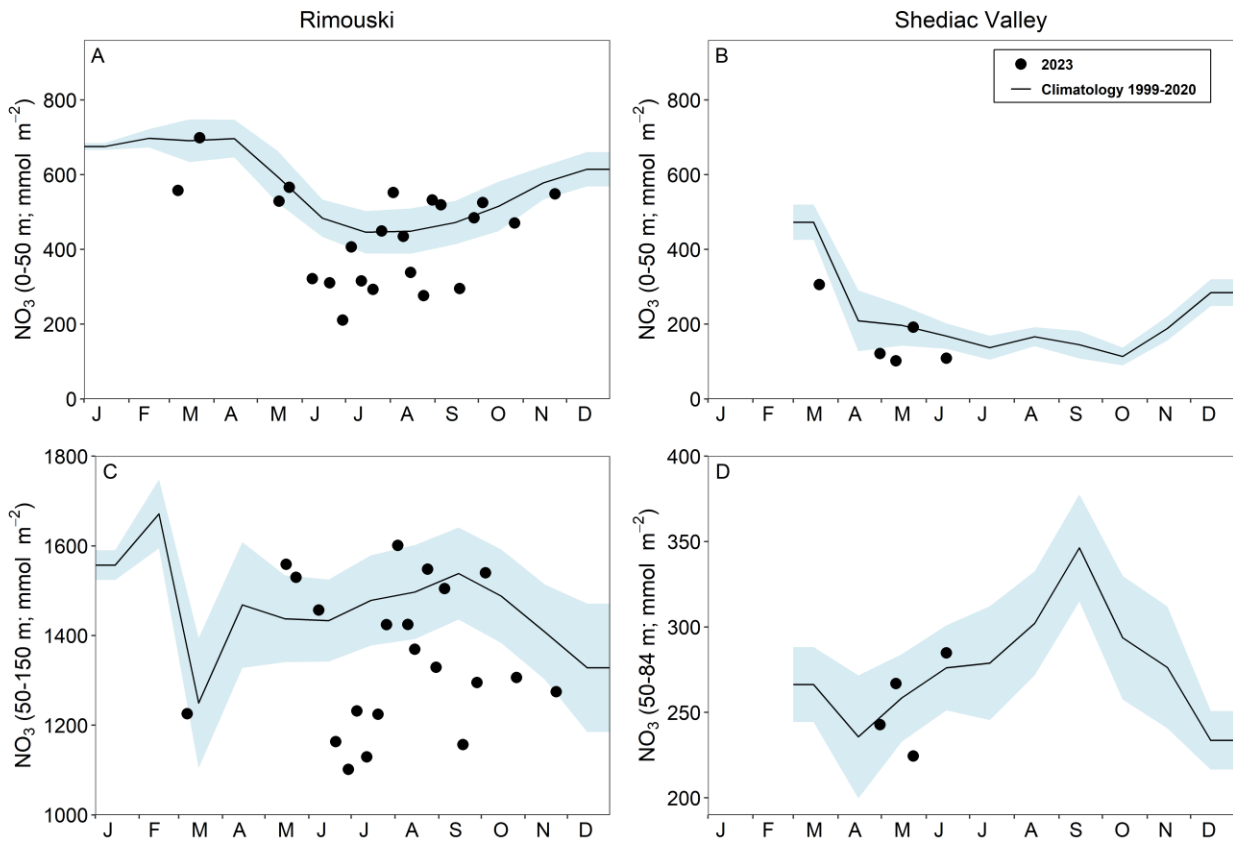 Rimouski
Shediac Valley
A
NO₃ (0-50 m; mmol m⁻²)
800
600
400
200
0
J F M A M J J A S O N D
B
2023
Climatology 1999-2020
NO₃ (0-50 m; mmol m⁻²)
800
600
400
200
0
J F M A M J J A S O N D
C
NO₃ (50-150 m; mmol m⁻²)
1800
1600
1400
1200
1000
J F M A M J J A S O N D
D
NO₃ (50-84 m; mmol m⁻²)
400
350
300
250
200
J F M A M J J A S O N D